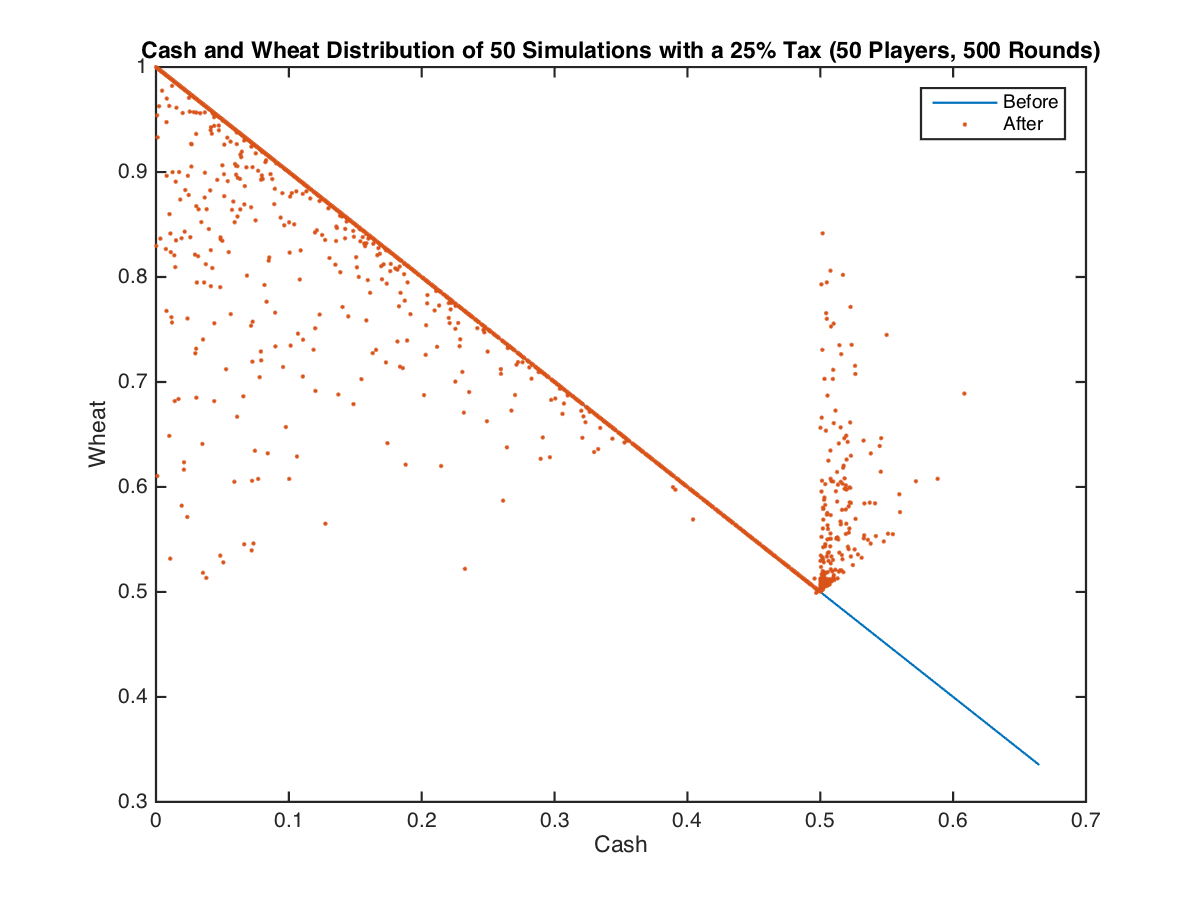 Cash and Wheat Distribution of 50 Simulations with a 25% Tax (50 Players, 500 Rounds)
1
Before
After
0.9
0.8
0.7
Wheat
0.6
0.5
0.4
0.3
0 0.1 0.2 0.3 0.4 0.5 0.6 0.7
Cash